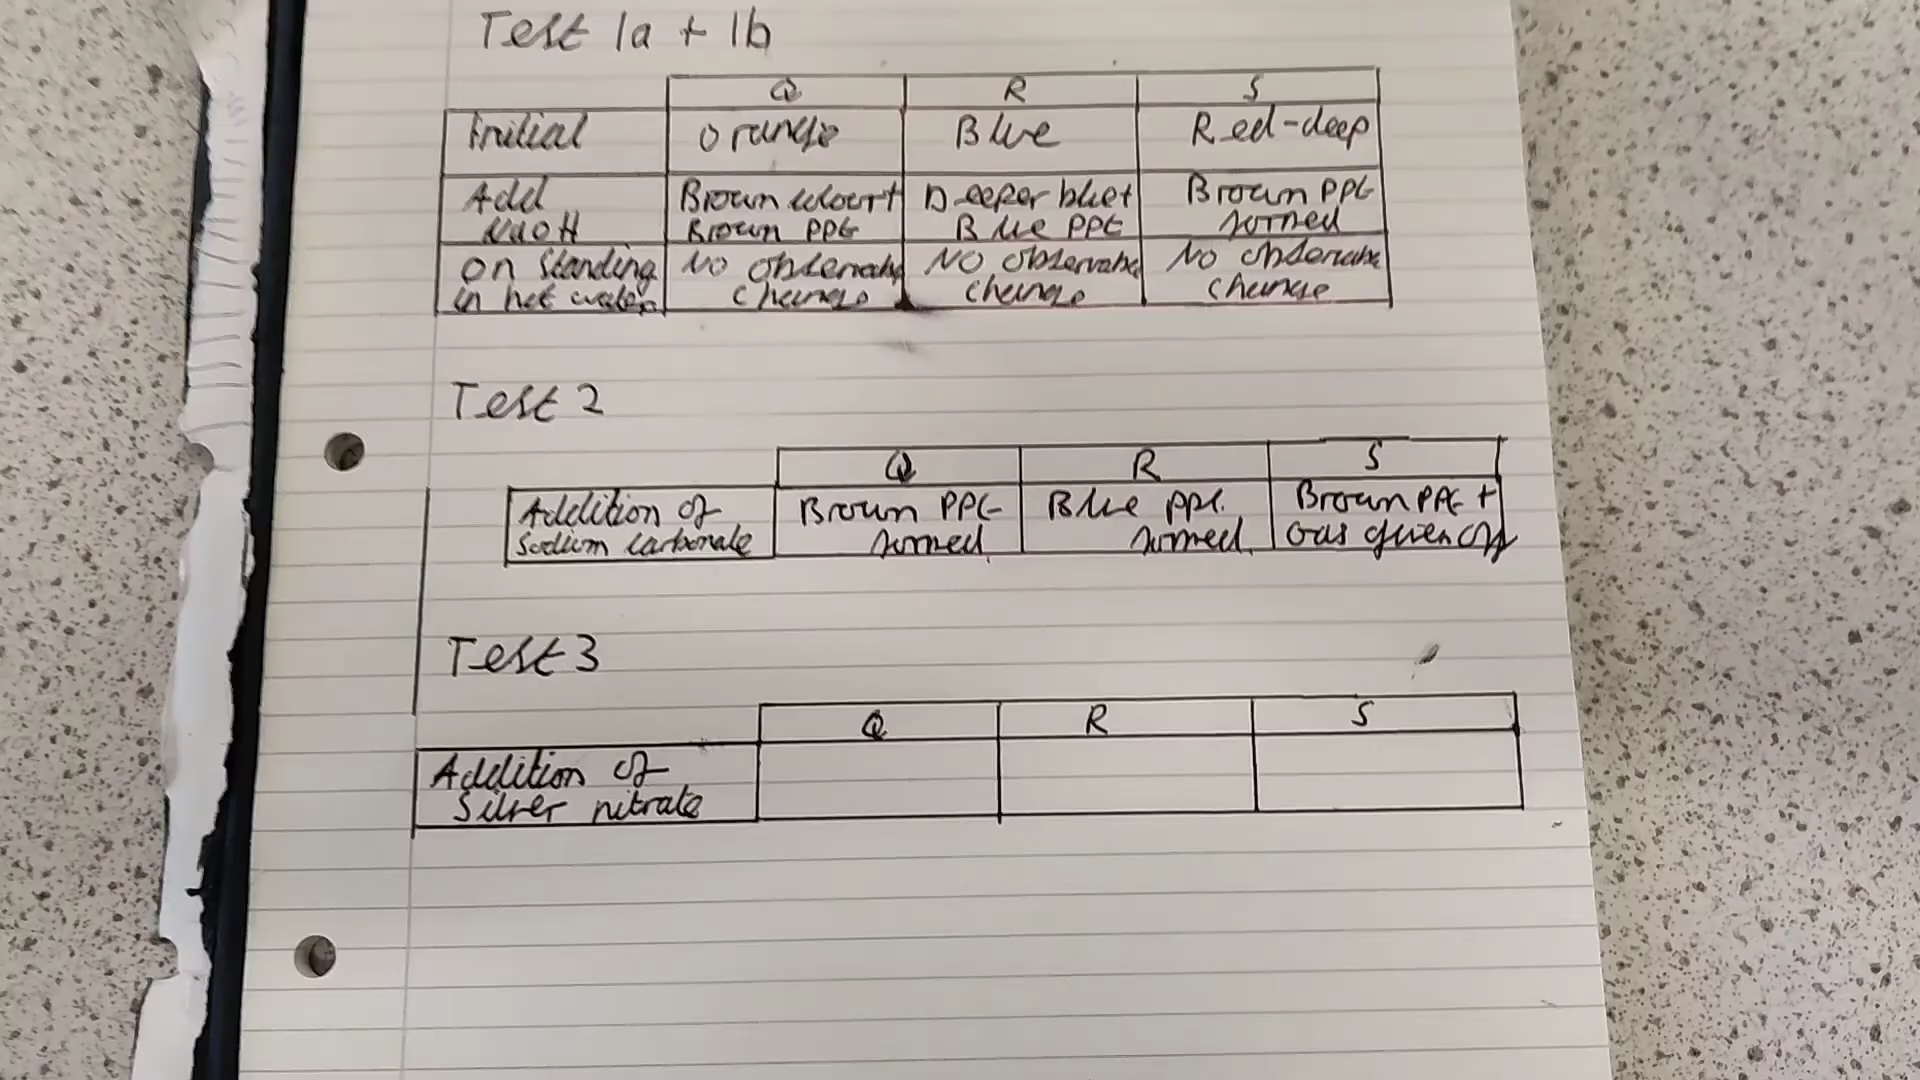 Test 1a + 1b
Q R S
Initial Orange Blue Red-deep
Add Brown colour + Deeper blue + Brown PPt
NaOH Brown PPt Blue PPt formed
on standing No observable No observable No observable
in hot water change change change
Test 2
Q R S
Addition of Brown PPt Blue ppt. Brown PPt +
Sodium carbonate formed. formed. Gas given off
Test 3
Q R S
Addition of
Silver nitrate